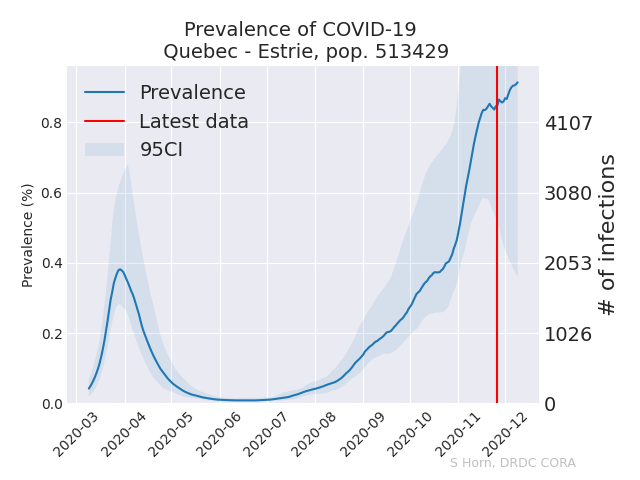 Prevalence of COVID-19
Quebec - Estrie, pop. 513429
Prevalence
Latest data
95CI
Prevalence (%)
0.8
0.6
0.4
0.2
0.0
4107
3080
2053
1026
0
# of infections
2020-03
2020-04
2020-05
2020-06
2020-07
2020-08
2020-09
2020-10
2020-11
2020-12
S Horn, DRDC CORA